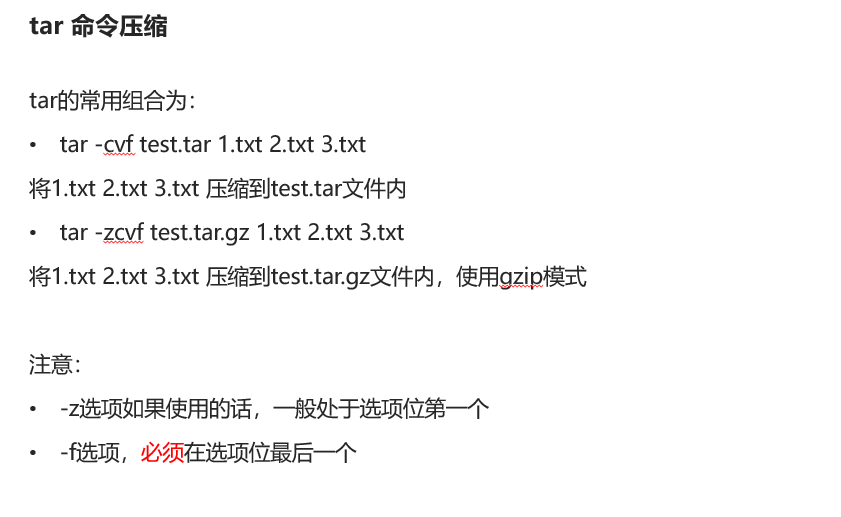 tar 命令压缩
tar的常用组合为：
• tar -cvf test.tar 1.txt 2.txt 3.txt
将1.txt 2.txt 3.txt 压缩到test.tar文件内
• tar -zcvf test.tar.gz 1.txt 2.txt 3.txt
将1.txt 2.txt 3.txt 压缩到test.tar.gz文件内，使用gzip模式
注意：
• -z选项如果使用的话，一般处于选项位第一个
• -f选项，必须在选项位最后一个